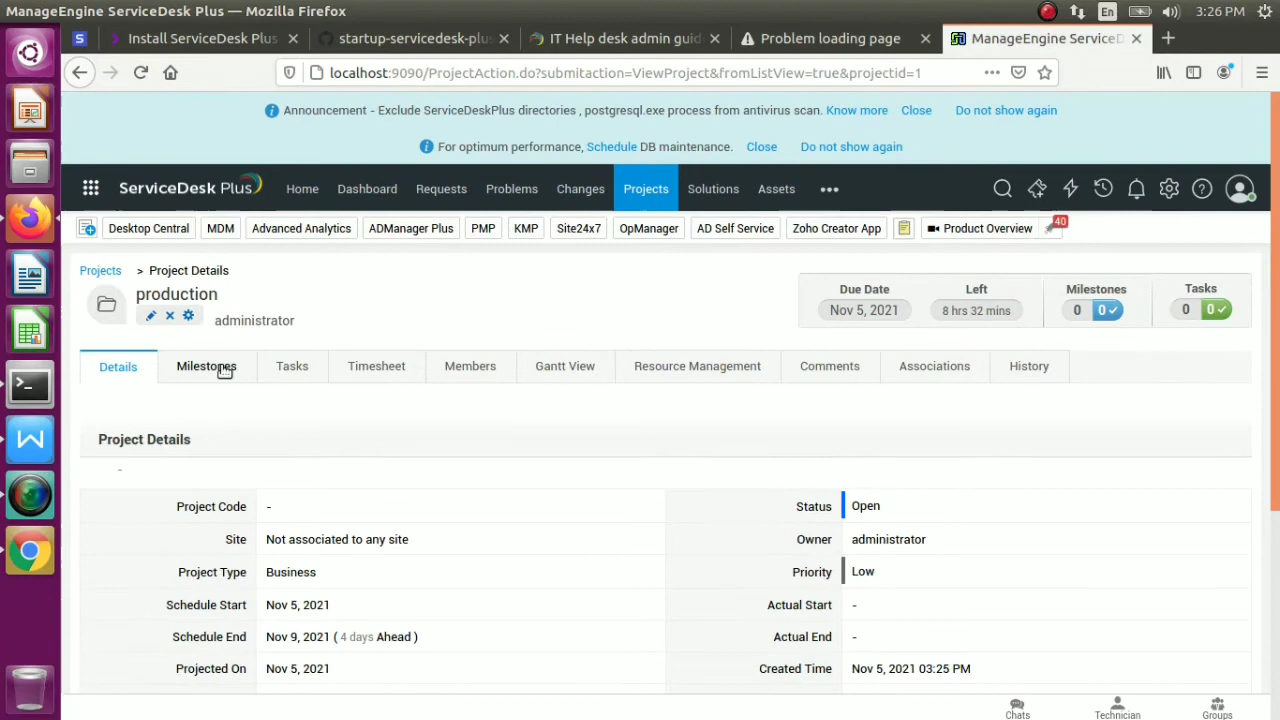 ManageEngine ServiceDesk Plus — Mozilla Firefox
En
3:26 PM
S
Install ServiceDesk Plus
startup-servicedesk-plus
IT Help desk admin guid
Problem loading page
ManageEngine ServiceD
localhost:9090/ProjectAction.do?submitaction=ViewProject&fromListView=true&projectid=1
Announcement - Exclude ServiceDeskPlus directories , postgresql.exe process from antivirus scan. Know more Close Do not show again
For optimum performance, Schedule DB maintenance. Close Do not show again
ServiceDesk Plus
Home
Dashboard
Requests
Problems
Changes
Projects
Solutions
Assets
Desktop Central
MDM
Advanced Analytics
ADManager Plus
PMP
KMP
Site24x7
OpManager
AD Self Service
Zoho Creator App
Product Overview
40
Projects > Project Details
production
administrator
Due Date
Nov 5, 2021
Left
8 hrs 32 mins
Milestones
0 0
Tasks
0 0
Details
Milestones
Tasks
Timesheet
Members
Gantt View
Resource Management
Comments
Associations
History
Project Details
-
Project Code -
Status Open
Site Not associated to any site
Owner administrator
Project Type Business
Priority Low
Schedule Start Nov 5, 2021
Actual Start -
Schedule End Nov 9, 2021 ( 4 days Ahead )
Actual End -
Projected On Nov 5, 2021
Created Time Nov 5, 2021 03:25 PM
Chats
Technician
Groups